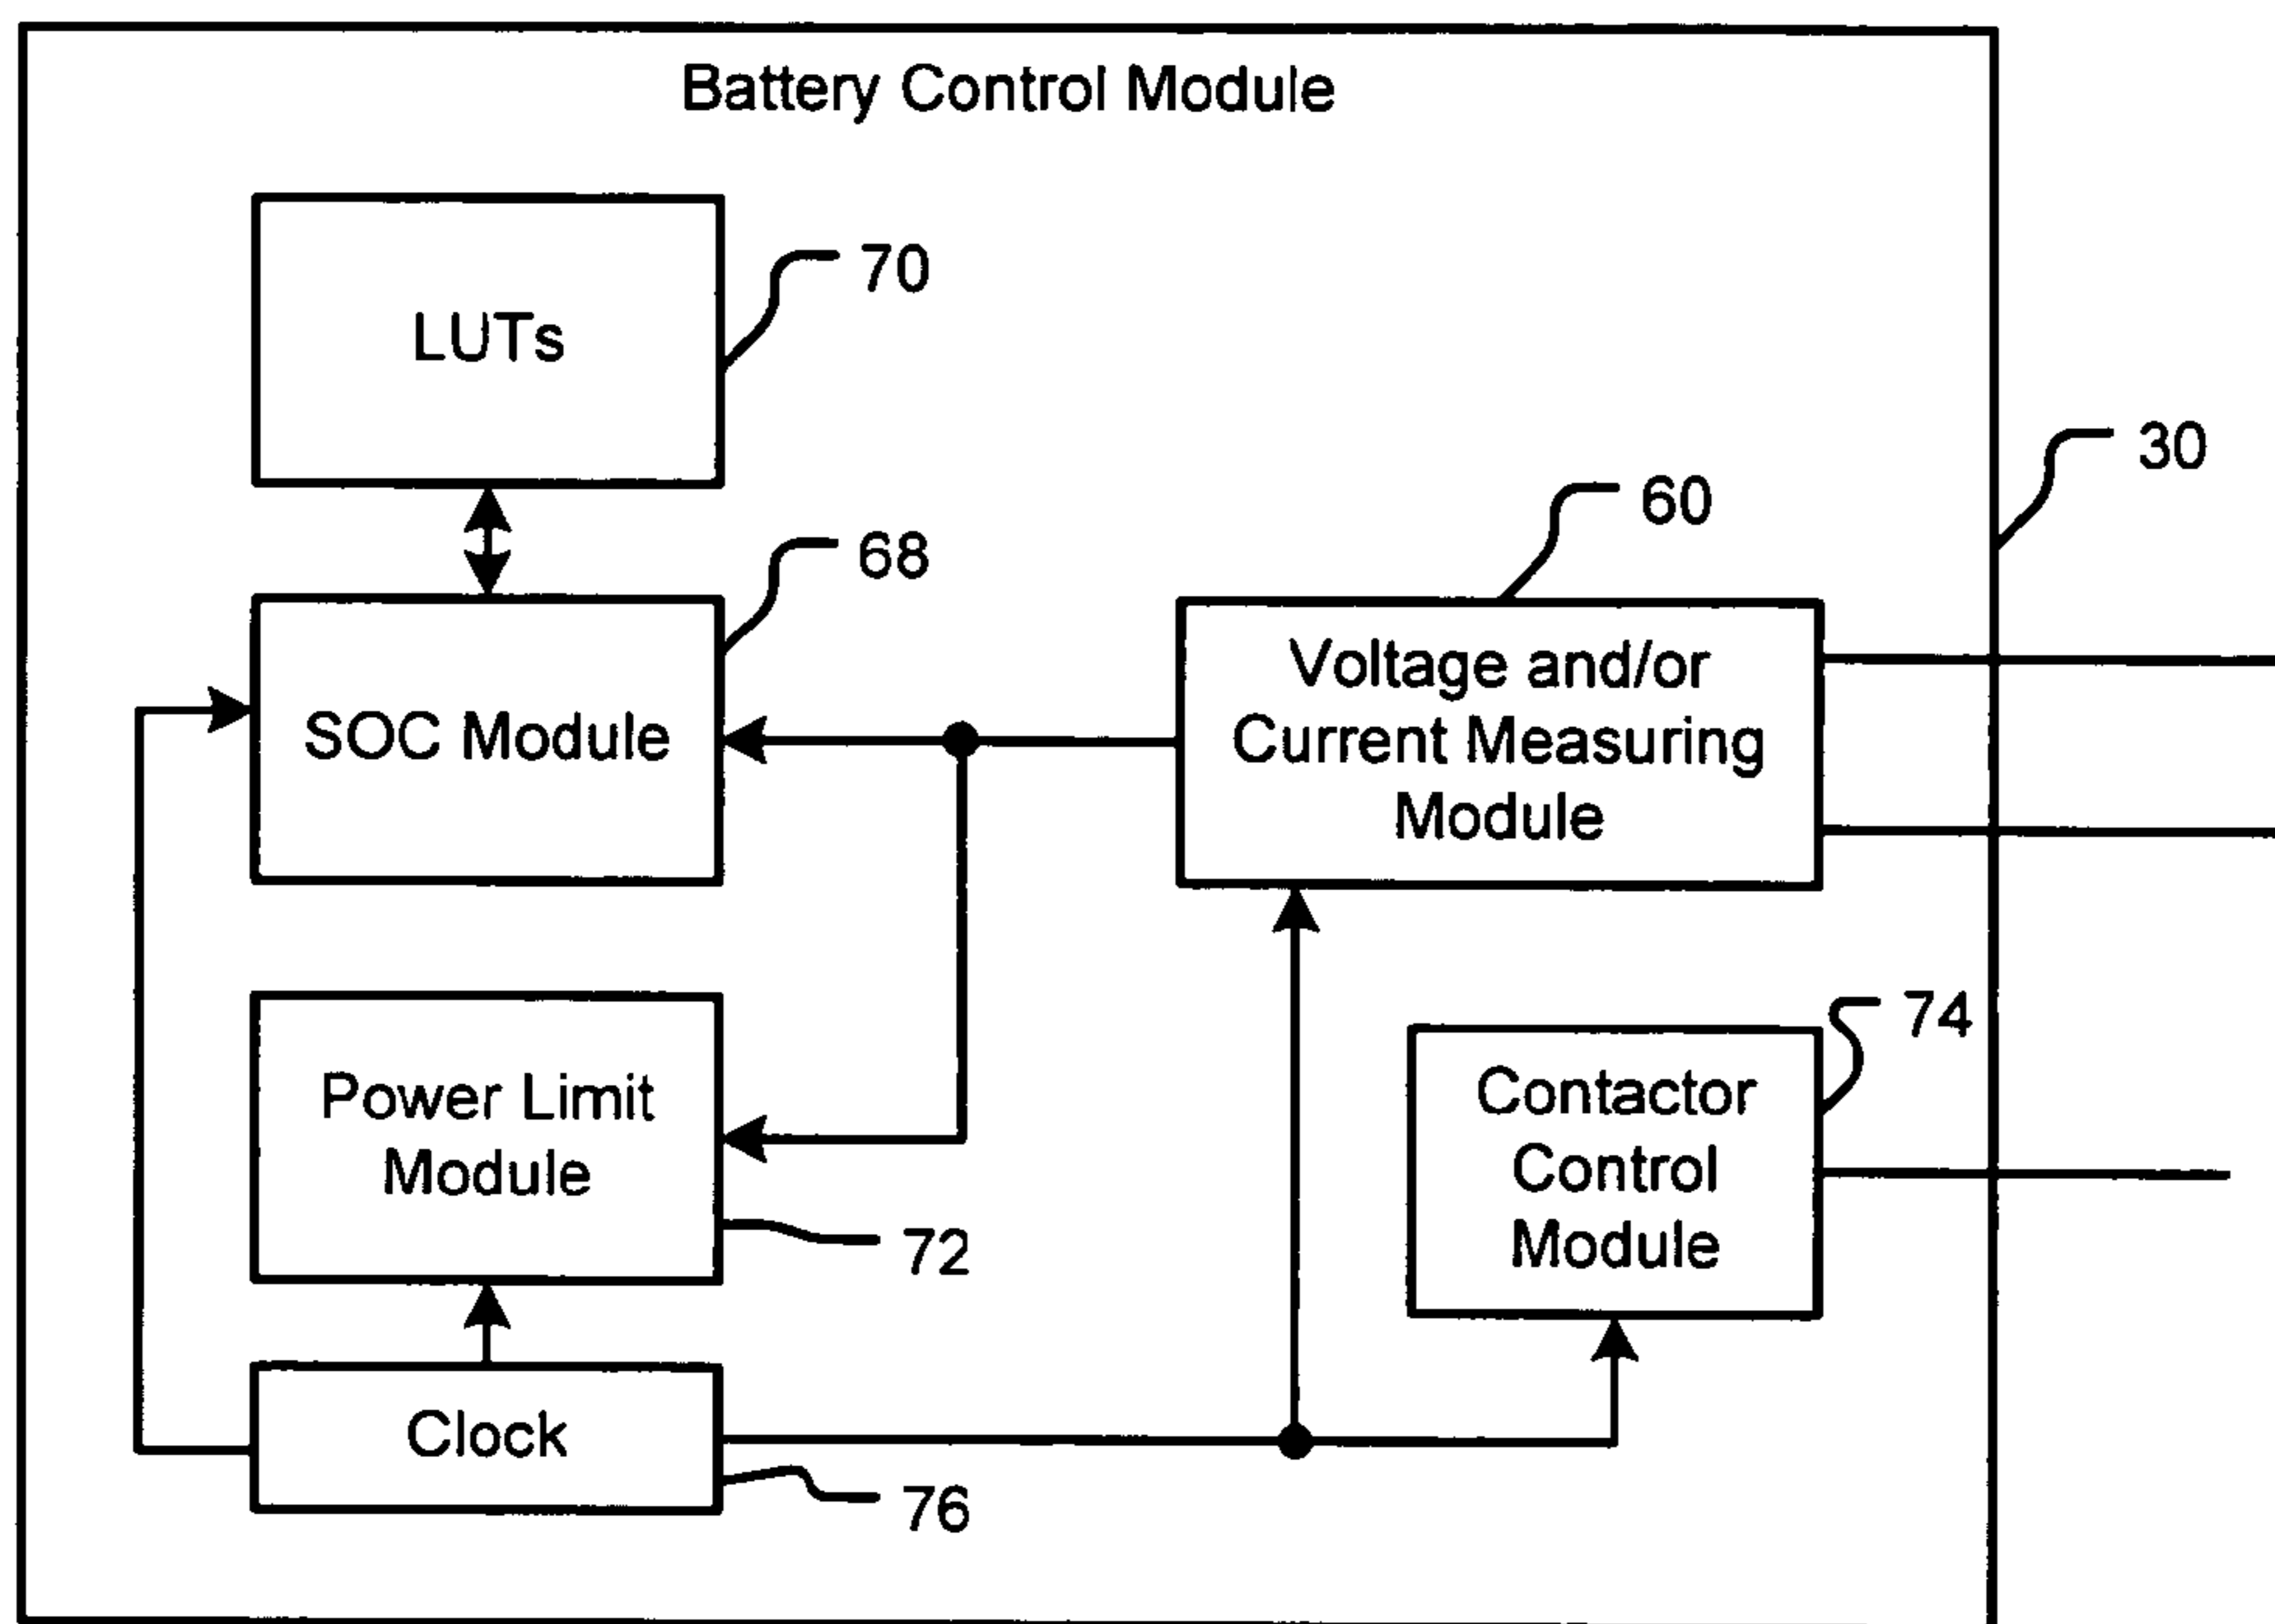 Battery Control Module
LUTs
70
30
60
68
SOC Module
Voltage and/or
Current Measuring
Module
Power Limit
Module
72
74
Contactor
Control
Module
Clock
76